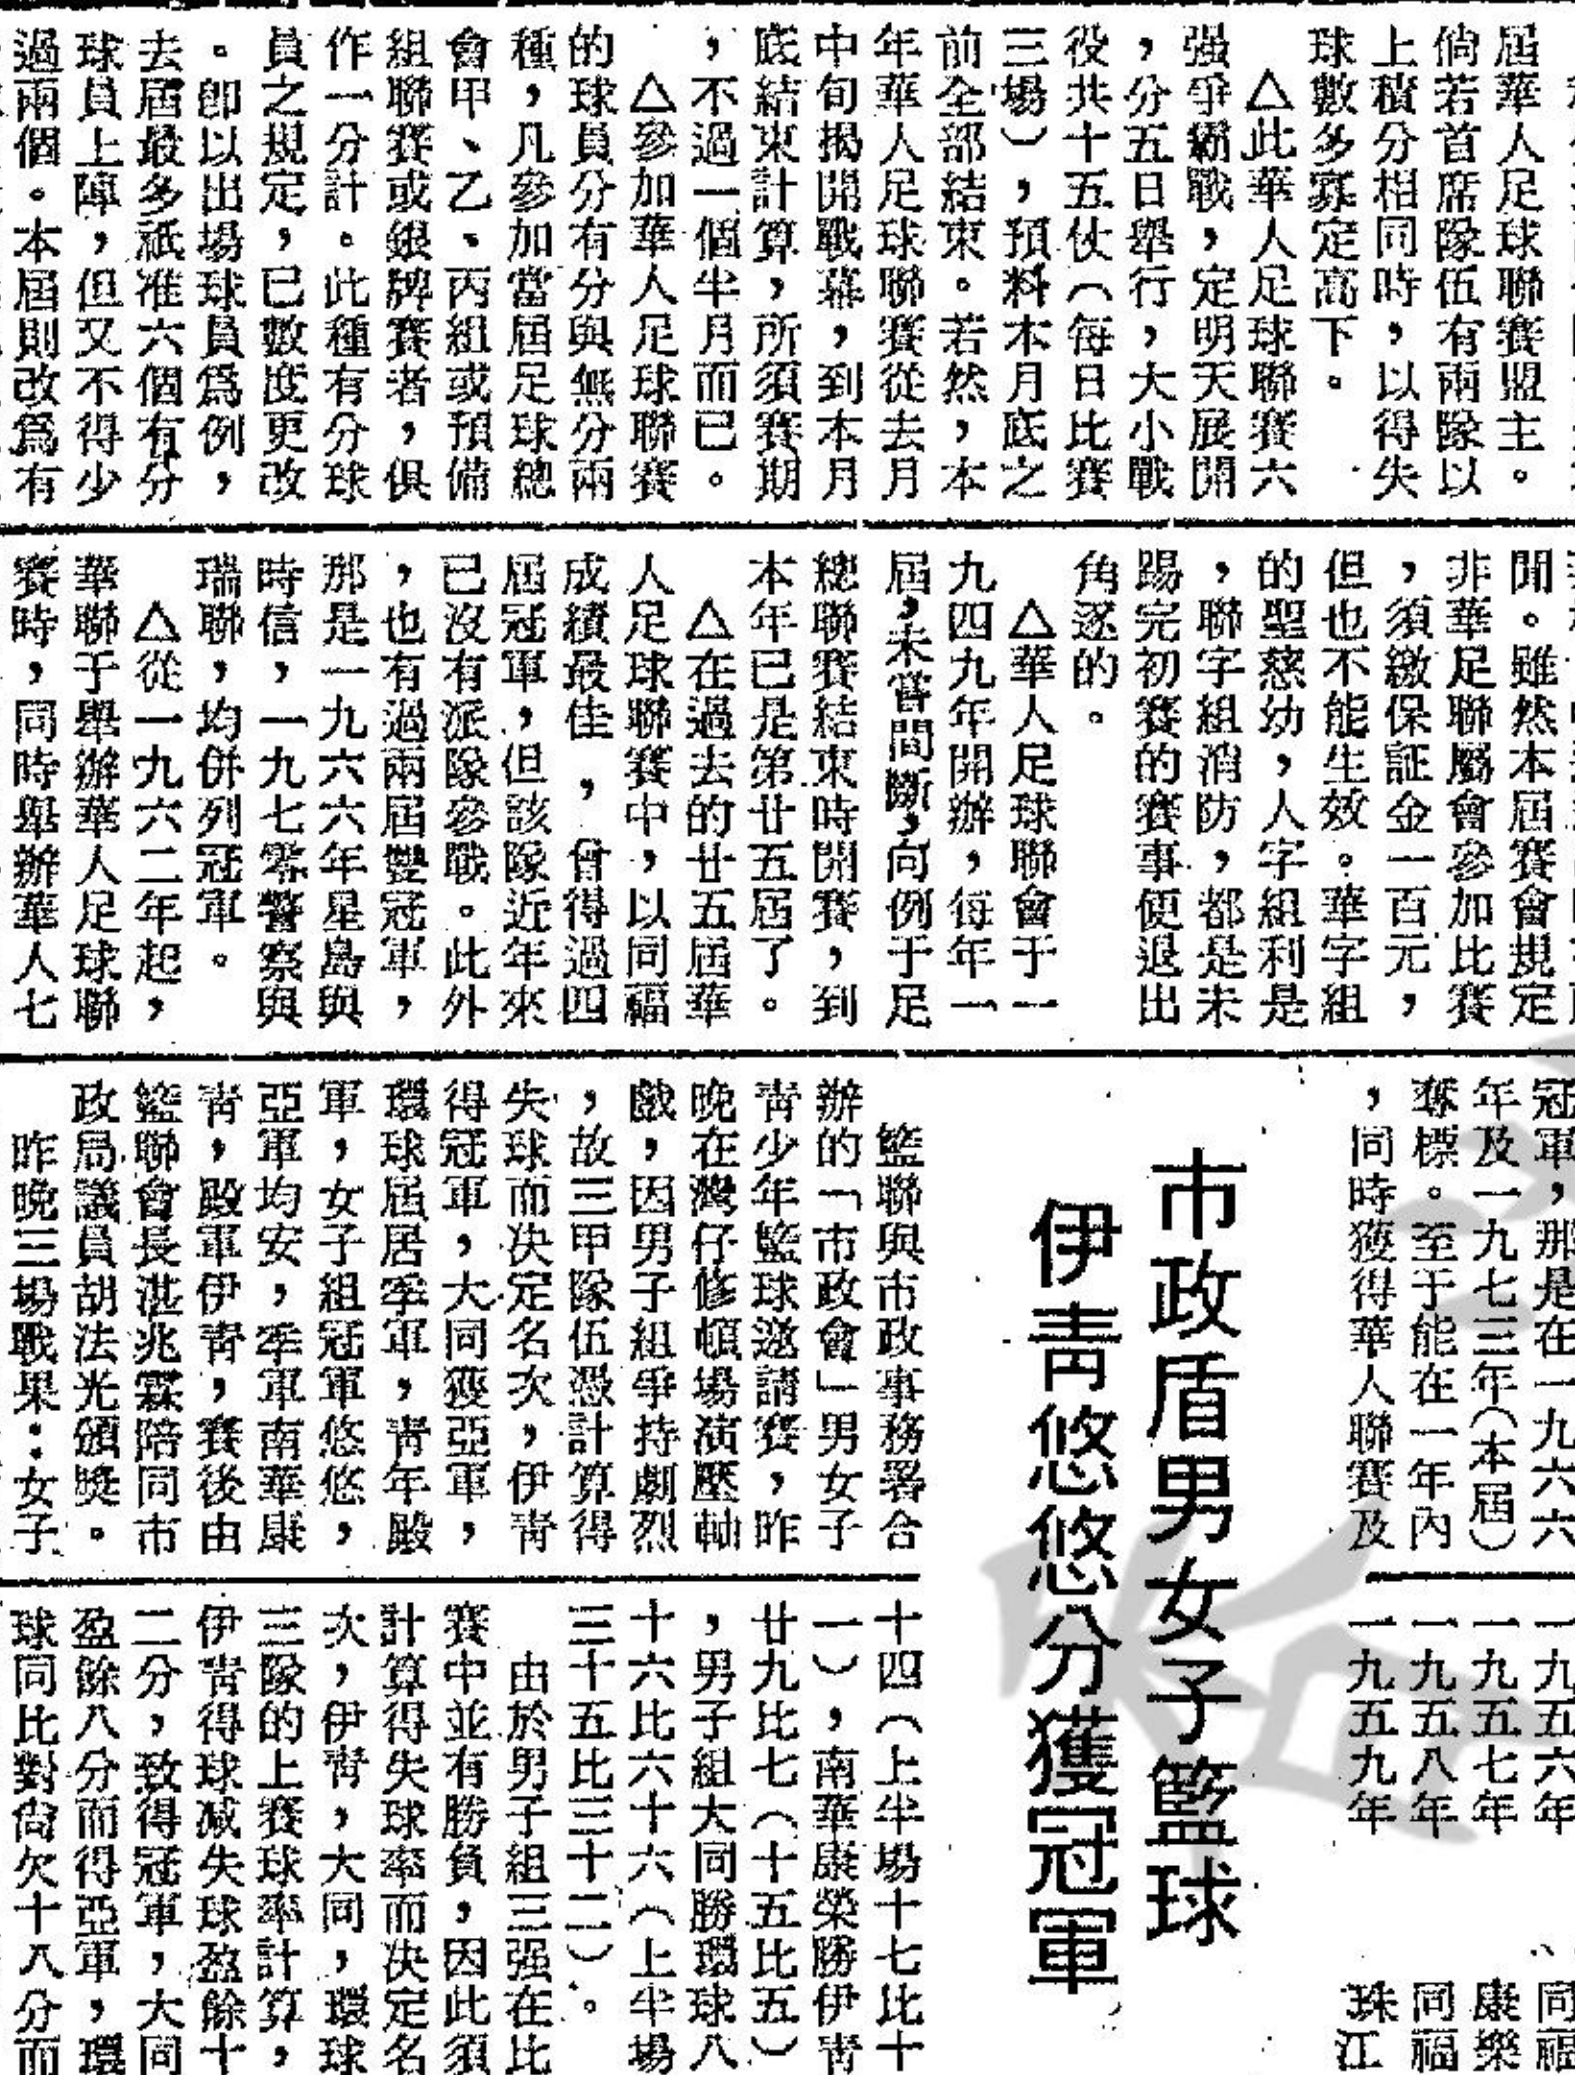 屆華人足球聯賽盟主。
倘若首席隊伍有兩隊以
上積分相同時,以得失
球數多寡定高下。
△此華人足球聯賽六
强爭霸戰,定明天展開
,分五日舉行,大小戰
役共十五仗(每日比賽
三場),預料本月底之
前全部結束。若然,本
年華人足球聯賽從去月
中旬揭開戰幕,到本月
底結束計算,所須賽期
,不過一個半月而已。
△參加華人足球聯賽
的球員分有分與無分兩
種,凡參加當屆足球總
會甲、乙、丙組或預備
組聯賽或銀牌賽者,俱
作一分計。此種有分球
員之規定,已數度更改
。卽以出場球員爲例,
去屆最多祇准六個有分
球員上陣,但又不得少
過兩個。本屆則改爲有
聞。雖然本屆賽會規定
非華足聯屬會參加比賽
,須繳保証金一百元,
但也不能生效。華字組
的聖慈幼,人字組利是
,聯字組消防,都是未
踢完初賽的賽事便退出
角逐的。
△華人足球聯會于一
九四九年開辦,每年一
屆,未嘗間斷,向例于足
總聯賽結束時開賽,到
本年已是第廿五屆了。
△在過去的廿五屆華
人足球聯賽中,以同福
成績最佳,曾得過四
屆冠軍,但該隊近年來
已沒有派隊參戰。此外
,也有過兩屆雙冠軍,
那是一九六六年星島與
時信,一九七零警察與
瑞聯,均併列冠軍。
△從一九六二年起,
華聯于舉辦華人足球聯
賽時,同時舉辦華人七
冠軍,那是在一九六六
年及一九七三年(本屆)
奪標。至于能在一年內
,同時獲得華人聯賽及
一九五六年 同福
一九五七年 康樂
一九五八年 同福
一九五九年 珠江
市政盾男女子籃球
伊青悠悠分獲冠軍
籃聯與市政事務署合
辦的「市政會」男女子
青少年籃球邀請賽,昨
晚在灣仔修頓場演壓軸
戲,因男子組爭持劇烈
,故三甲隊伍憑計算得
失球而決定名次,伊青
得冠軍,大同獲亞軍,
環球屆居季軍,青年殿
軍,女子組冠軍悠悠,
亞軍均安,季軍南華康
青,殿軍伊青,賽後由
籃聯會長湛兆霖陪同市
政局議員胡法光頒獎。
昨晚三場戰果:女子
十四(上半場十七比十
一),南華康榮勝伊青
廿九比七(十五比五)
,男子組大同勝環球八
十六比六十六(上半場
三十五比三十二)。
由於男子組三强在比
賽中並有勝負,因此須
計算得失球率而決定名
次,伊青,大同,環球
三隊的上賽球率計算,
伊青得球减失球盈餘十
二分,致得冠軍,大同
盈餘八分而得亞軍,環
球同比對尙欠十八分而